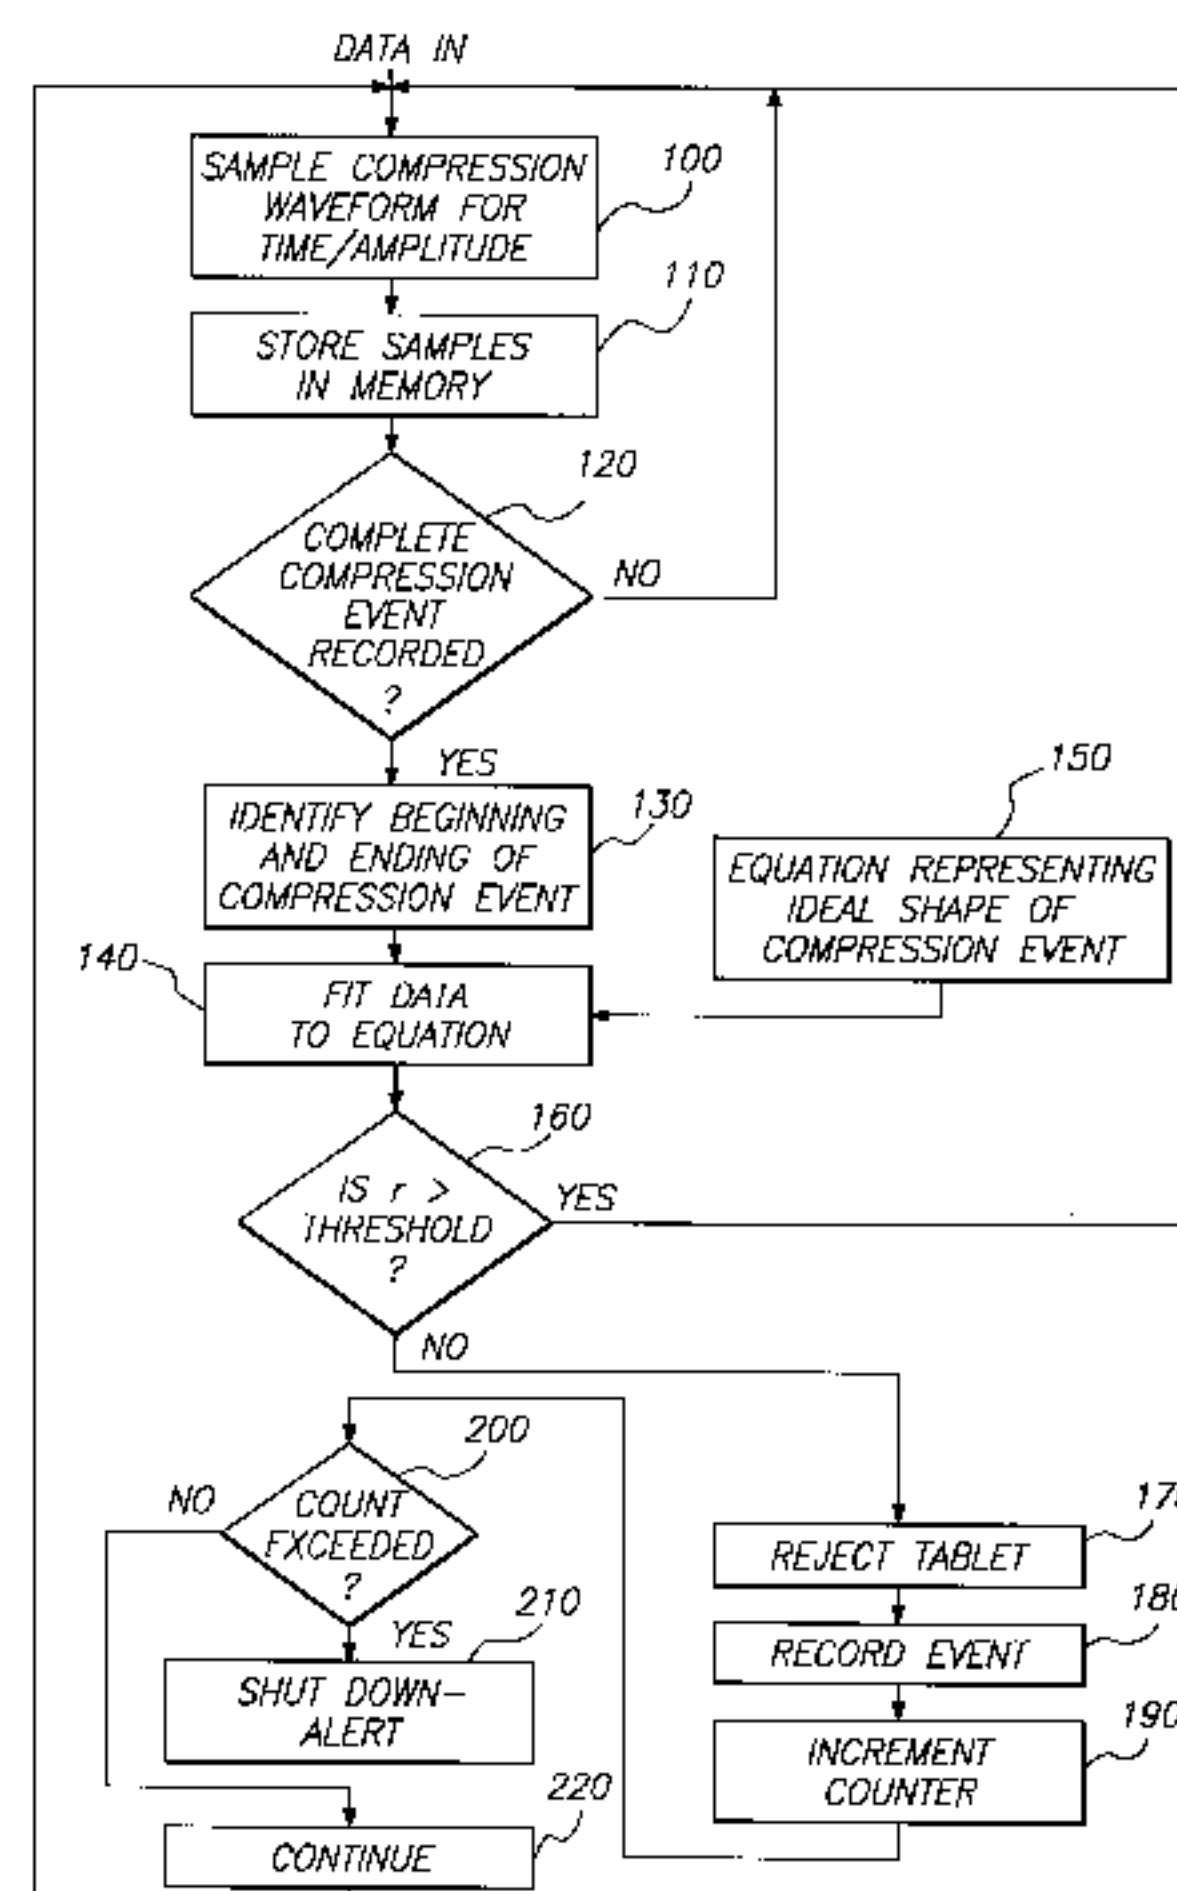 DATA IN
SAMPLE COMPRESSION
WAVEFORM FOR
TIME/AMPLITUDE
100
STORE SAMPLES
IN MEMORY
110
COMPLETE
COMPRESSION
EVENT
RECORDED
?
120
NO
YES
IDENTIFY BEGINNING
AND ENDING OF
COMPRESSION EVENT
130
EQUATION REPRESENTING
IDEAL SHAPE OF
COMPRESSION EVENT
150
140
FIT DATA
TO EQUATION
160
IS r >
THRESHOLD
?
YES
NO
200
COUNT
EXCEEDED
?
NO
YES
REJECT TABLET
RECORD EVENT
INCREMENT
COUNTER
190
210
SHUT DOWN-
ALERT
220
CONTINUE